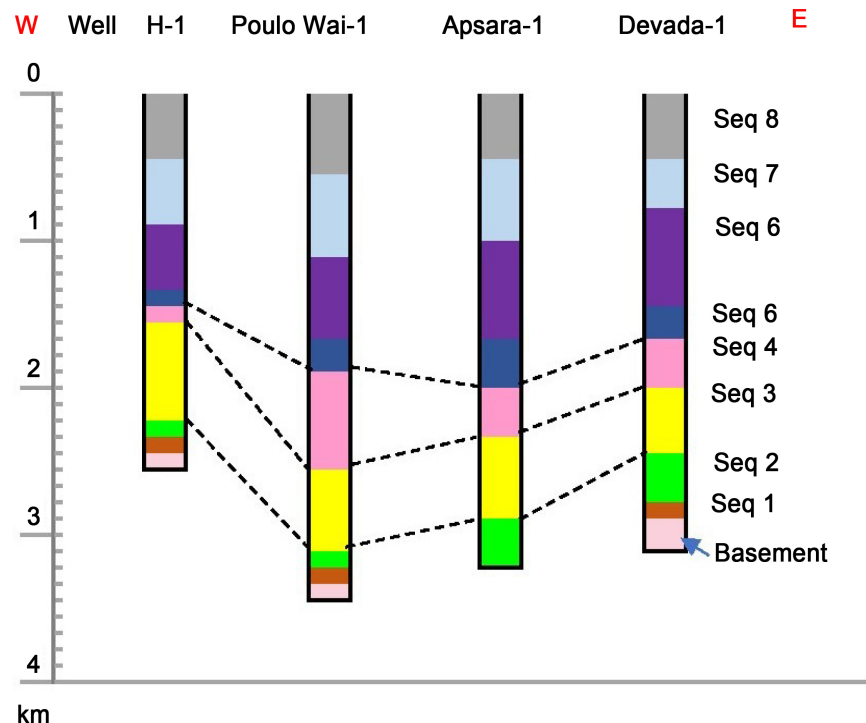 W Well H-1 Poulo Wai-1 Apsara-1 Devada-1 E
0
Seq 8
Seq 7
1
Seq 6
Seq 6
Seq 4
2
Seq 3
Seq 2
Seq 1
3
Basement
4
km